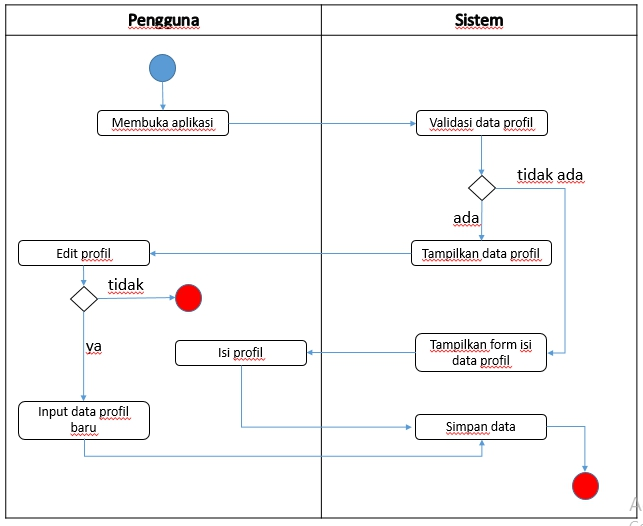 Pengguna
Sistem
Membuka aplikasi
Validasi data profil
tidak ada
ada
Edit profil
Tampilkan data profil
tidak
ya
Isi profil
Tampilkan form isi
data profil
Input data profil
baru
Simpan data
A